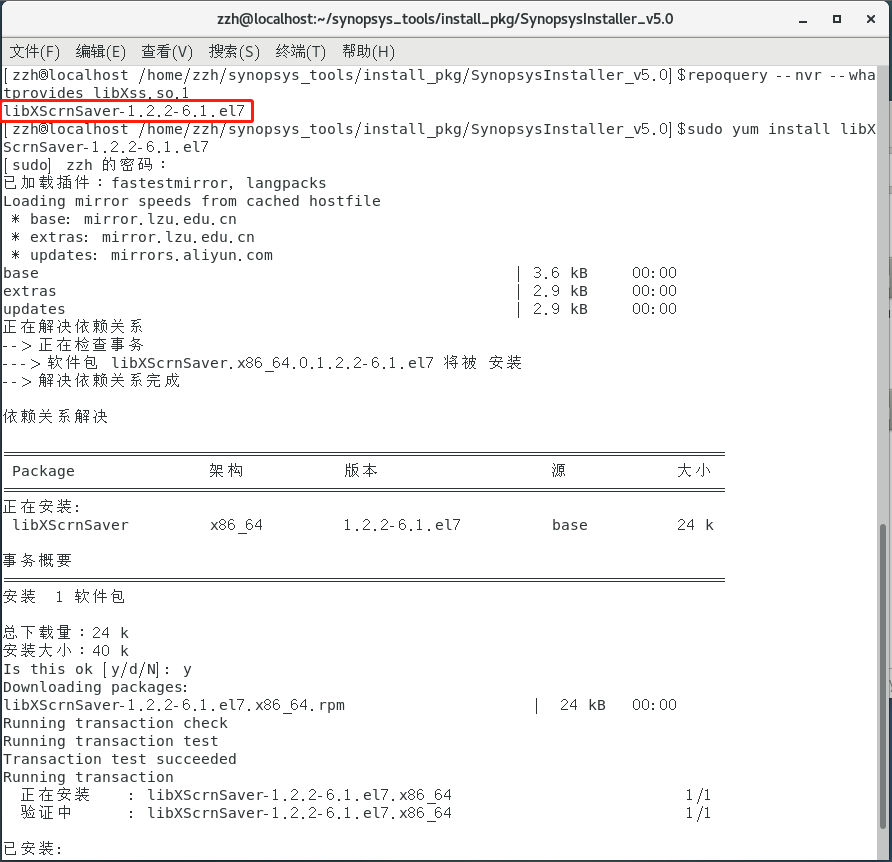 zzh@localhost:~/synopsys_tools/install_pkg/SynopsysInstaller_v5.0
文件(F) 编辑(E) 查看(V) 搜索(S) 终端(T) 帮助(H)
[zzh@localhost /home/zzh/synopsys_tools/install_pkg/SynopsysInstaller_v5.0]$repoquery --nvr --wha
tprovides libXss.so.1
libXScrnSaver-1.2.2-6.1.el7
[zzh@localhost /home/zzh/synopsys_tools/install_pkg/SynopsysInstaller_v5.0]$sudo yum install libX
ScrnSaver-1.2.2-6.1.el7
[sudo] zzh 的密码：
已加载插件：fastestmirror, langpacks
Loading mirror speeds from cached hostfile
 * base: mirror.lzu.edu.cn
 * extras: mirror.lzu.edu.cn
 * updates: mirrors.aliyun.com
base | 3.6 kB 00:00
extras | 2.9 kB 00:00
updates | 2.9 kB 00:00
正在解决依赖关系
--> 正在检查事务
---> 软件包 libXScrnSaver.x86_64.0.1.2.2-6.1.el7 将被 安装
--> 解决依赖关系完成
依赖关系解决
Package 架构 版本 源 大小
正在安装:
libXScrnSaver x86_64 1.2.2-6.1.el7 base 24 k
事务概要
安装 1 软件包
总下载量：24 k
安装大小：40 k
Is this ok [y/d/N]: y
Downloading packages:
libXScrnSaver-1.2.2-6.1.el7.x86_64.rpm | 24 kB 00:00
Running transaction check
Running transaction test
Transaction test succeeded
Running transaction
正在安装 : libXScrnSaver-1.2.2-6.1.el7.x86_64 1/1
验证中 : libXScrnSaver-1.2.2-6.1.el7.x86_64 1/1
已安装: